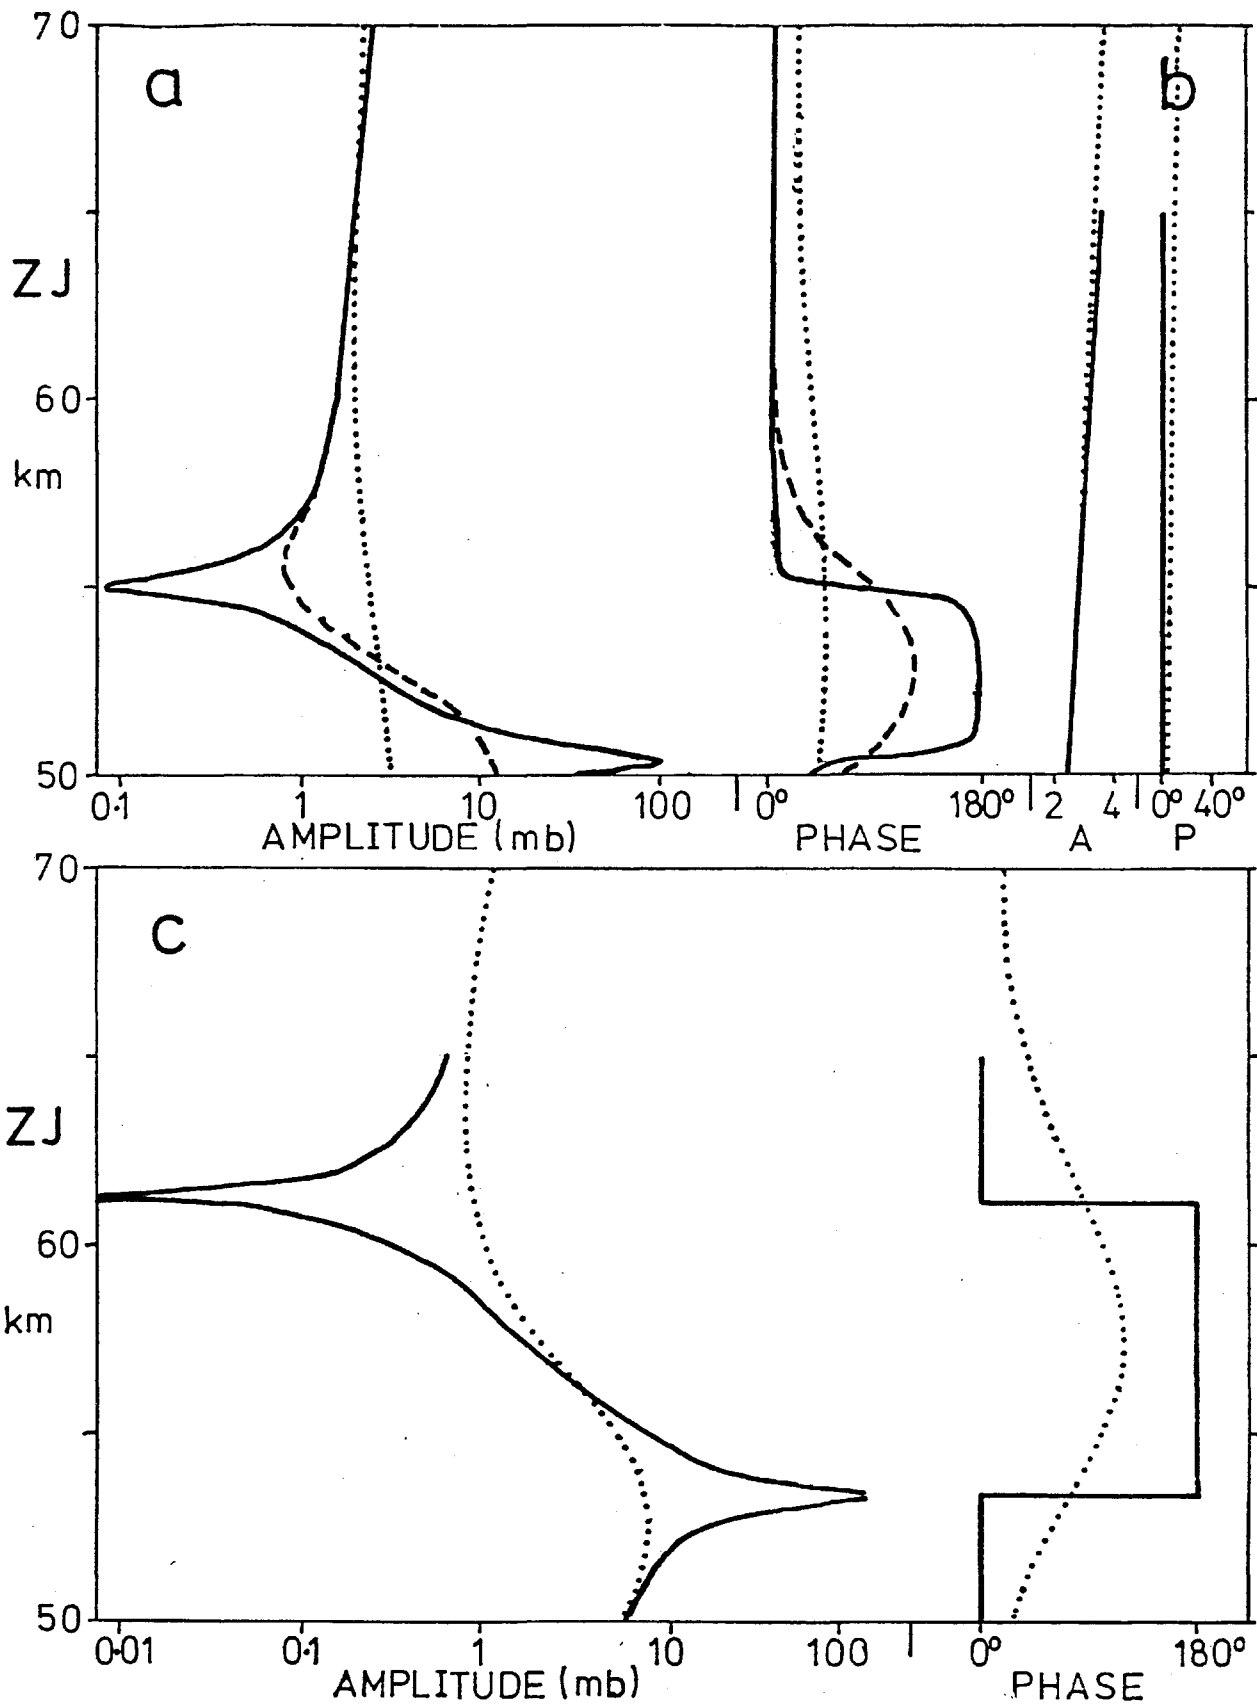 70
a
b
ZJ
60
km
50
0·1 1 10 100 0° 180° 2 4 0° 40°
AMPLITUDE (mb) PHASE A P
70
c
ZJ
60
km
50
0·01 0·1 1 10 100 0° 180°
AMPLITUDE (mb) PHASE